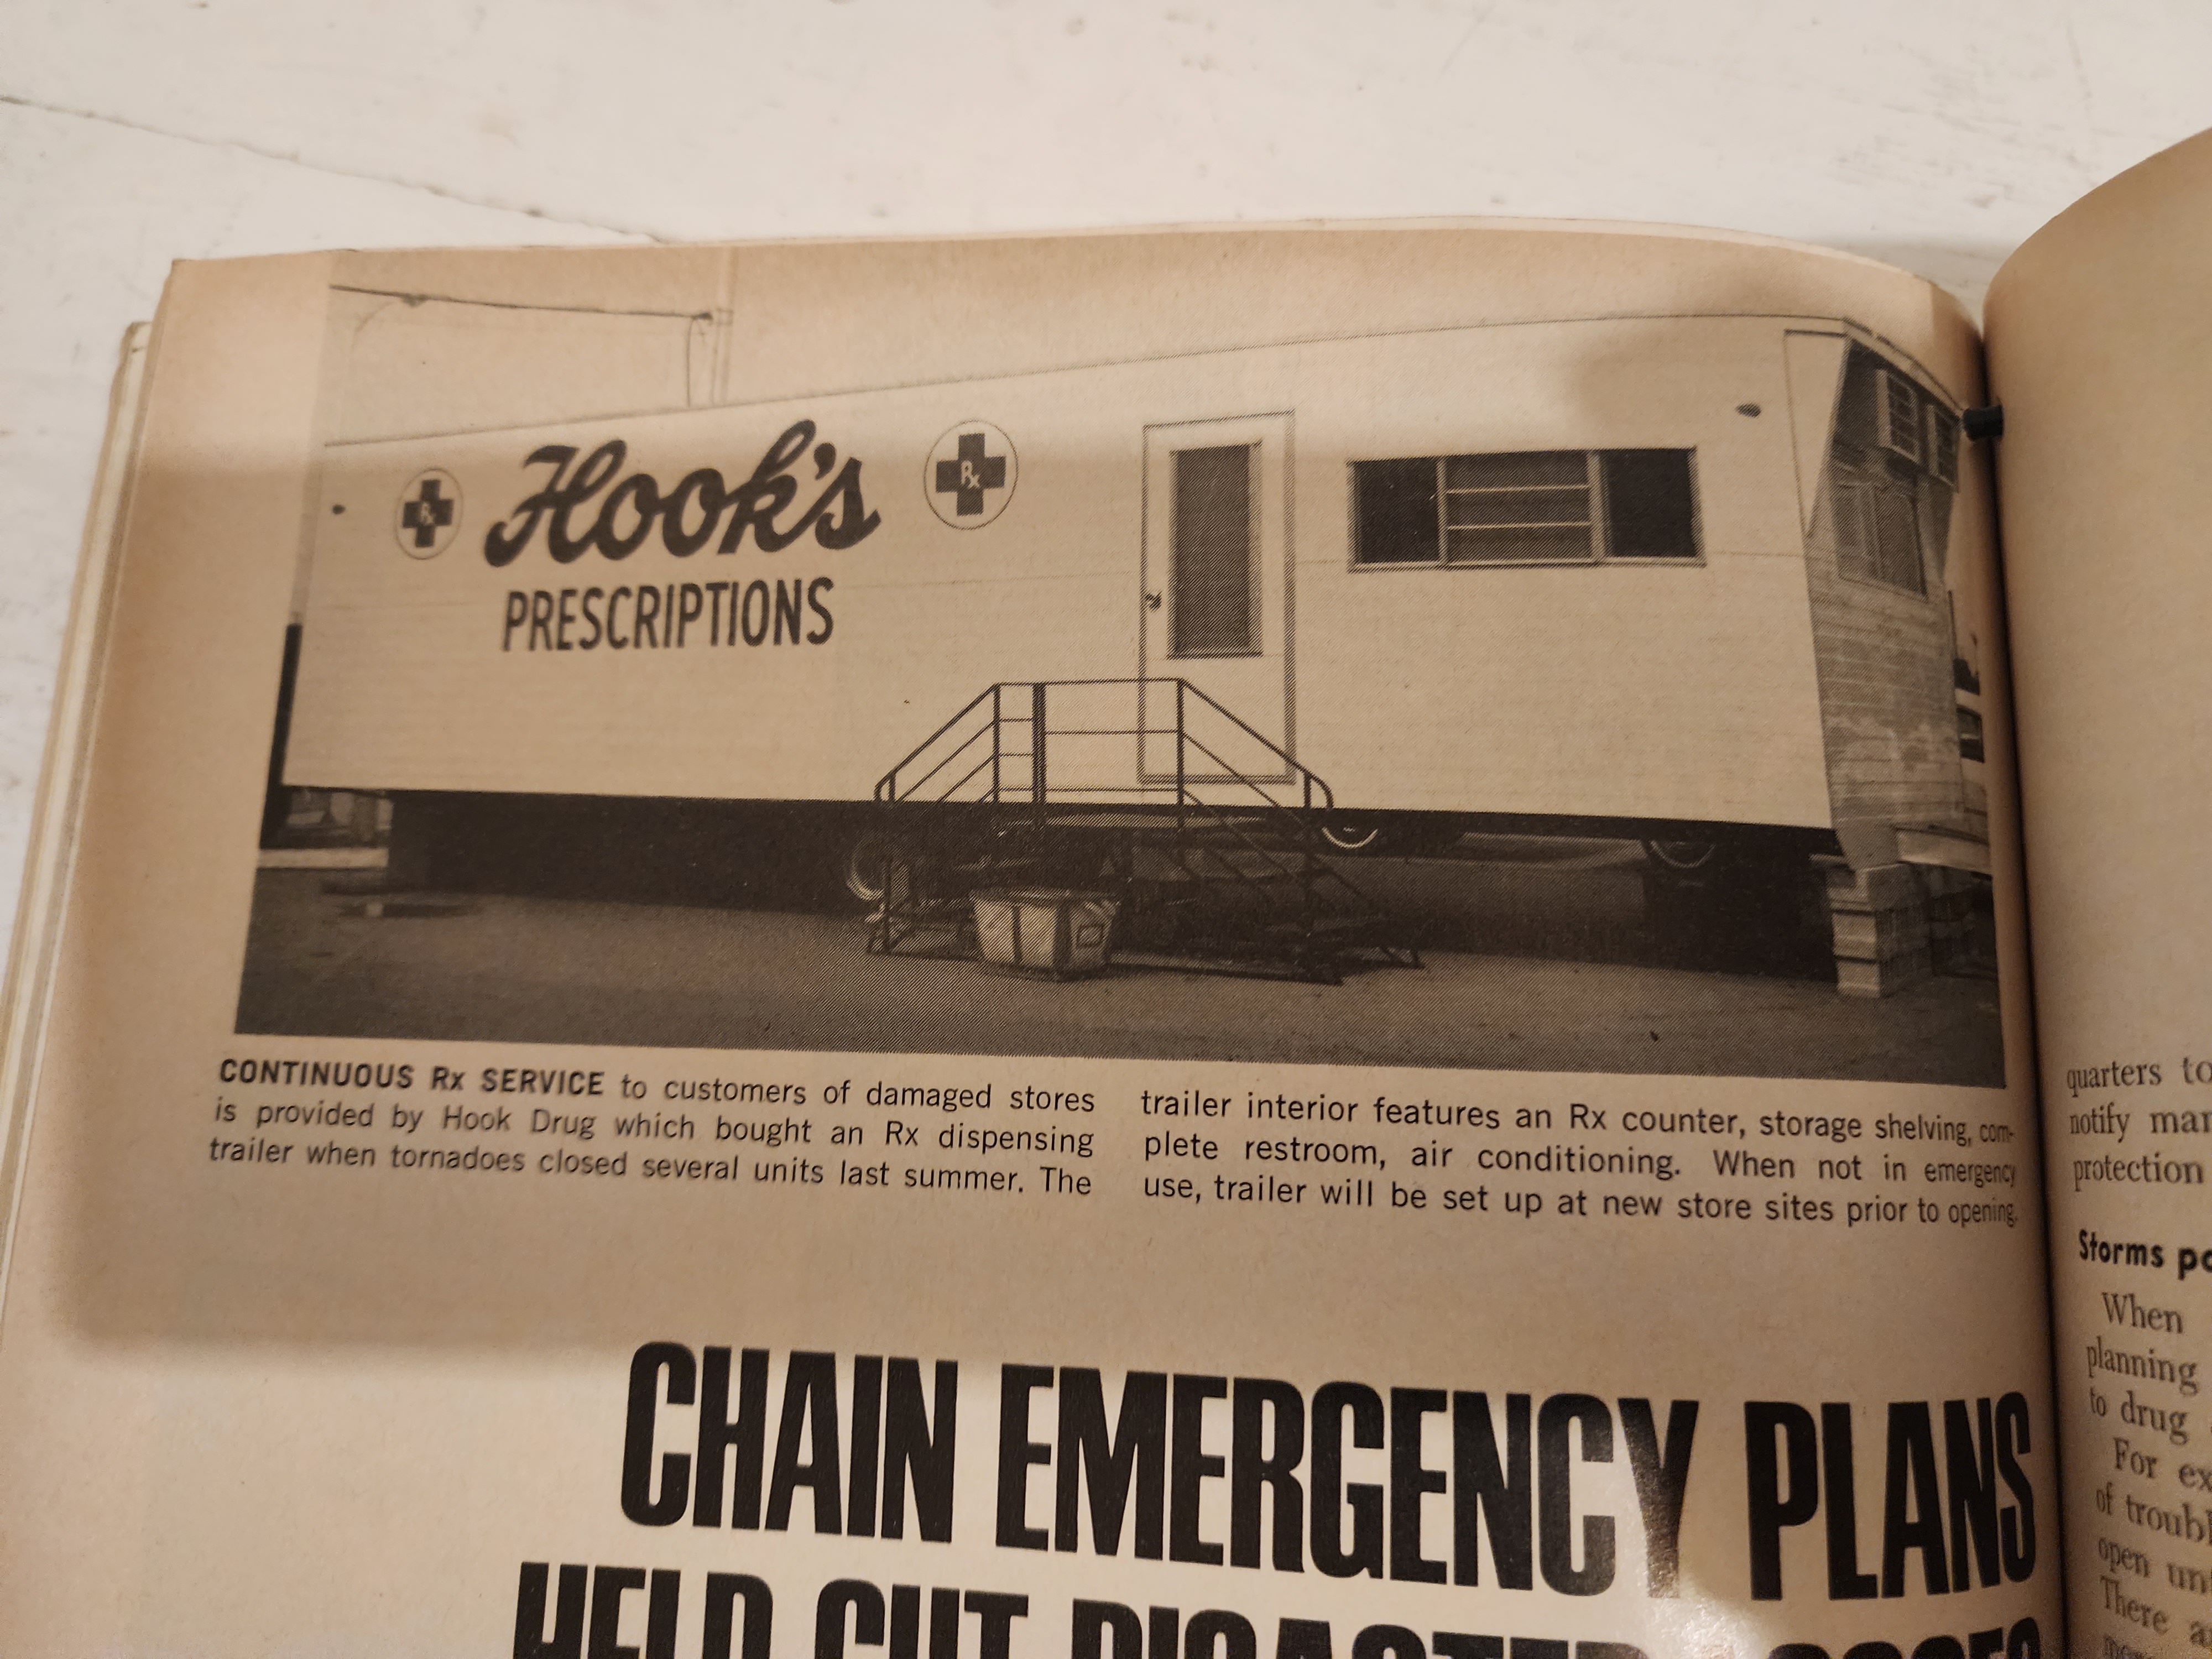 Rx
Hook's
Rx
PRESCRIPTIONS
CONTINUOUS Rx SERVICE to customers of damaged stores
is provided by Hook Drug which bought an Rx dispensing
trailer when tornadoes closed several units last summer. The
trailer interior features an Rx counter, storage shelving, com-
plete restroom, air conditioning. When not in emergency
use, trailer will be set up at new store sites prior to opening.
CHAIN EMERGENCY PLANS
quarters to
notify
protection
Storms
When
planning
to drug
For
of
open
There